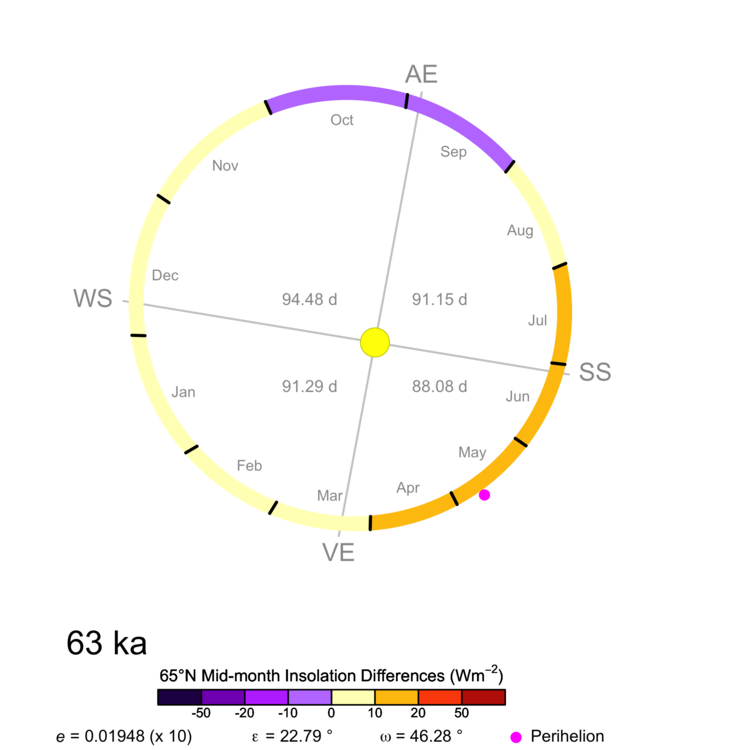 AE
Oct
Sep
Nov
Aug
Dec
WS
94.48 d
91.15 d
Jul
SS
91.29 d
88.08 d
Jan
Jun
Feb
May
Mar
Apr
VE
63 ka
65°N Mid-month Insolation Differences (Wm⁻²)
-50 -20 -10 0 10 20 50
e = 0.01948 (x 10) ε = 22.79 ° ω = 46.28 ° Perihelion